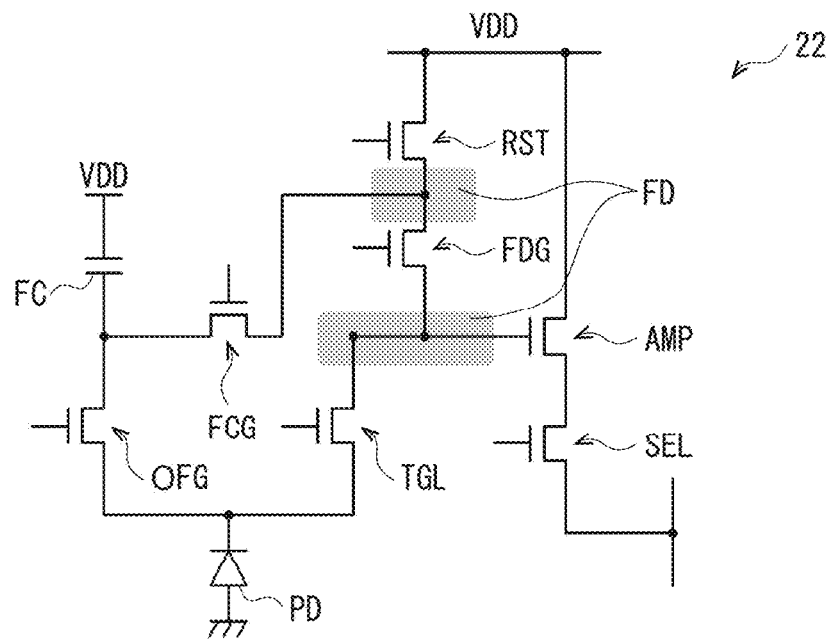 VDD
22
RST
VDD
FD
FDG
FC
AMP
FCG
SEL
OFG
TGL
PD